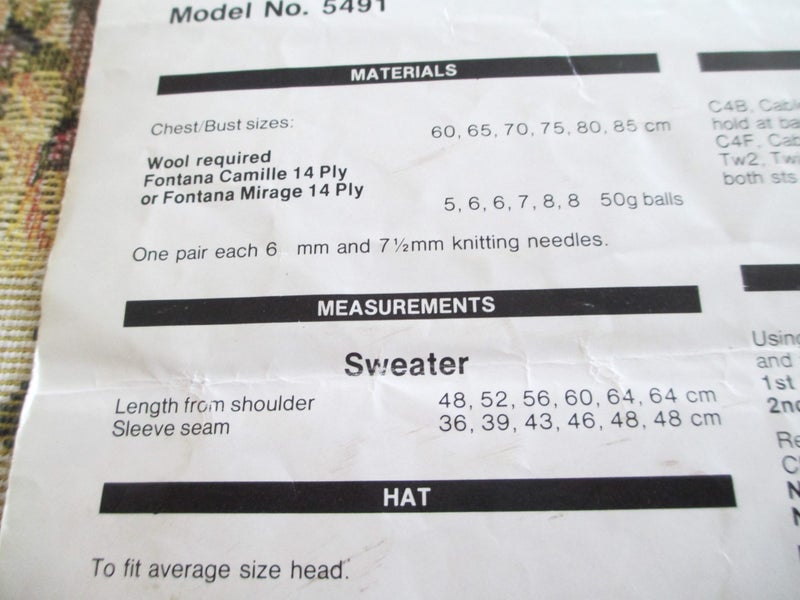 Model No. 5491
MATERIALS
Chest/Bust sizes: 60, 65, 70, 75, 80, 85 cm
Wool required
Fontana Camille 14 Ply
or Fontana Mirage 14 Ply 5, 6, 6, 7, 8, 8 50g balls
One pair each 6 mm and 7½mm knitting needles.
MEASUREMENTS
Sweater
Length from shoulder 48, 52, 56, 60, 64, 64 cm
Sleeve seam 36, 39, 43, 46, 48, 48 cm
HAT
To fit average size head.
C4B,
hold at
C4F,
Tw2,
both sts
and
1st